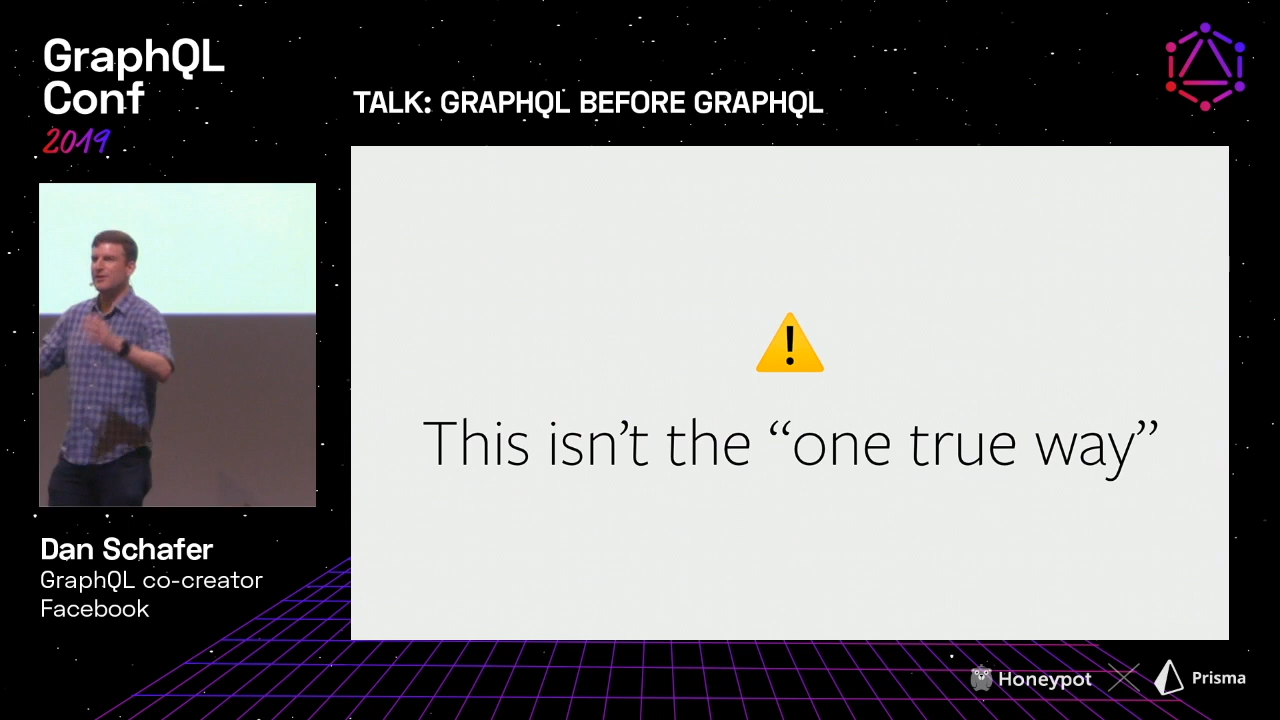 GraphQL
Conf
2019
TALK: GRAPHQL BEFORE GRAPHQL
This isn’t the “one true way”
Dan Schafer
GraphQL co-creator
Facebook
Honeypot
Prisma